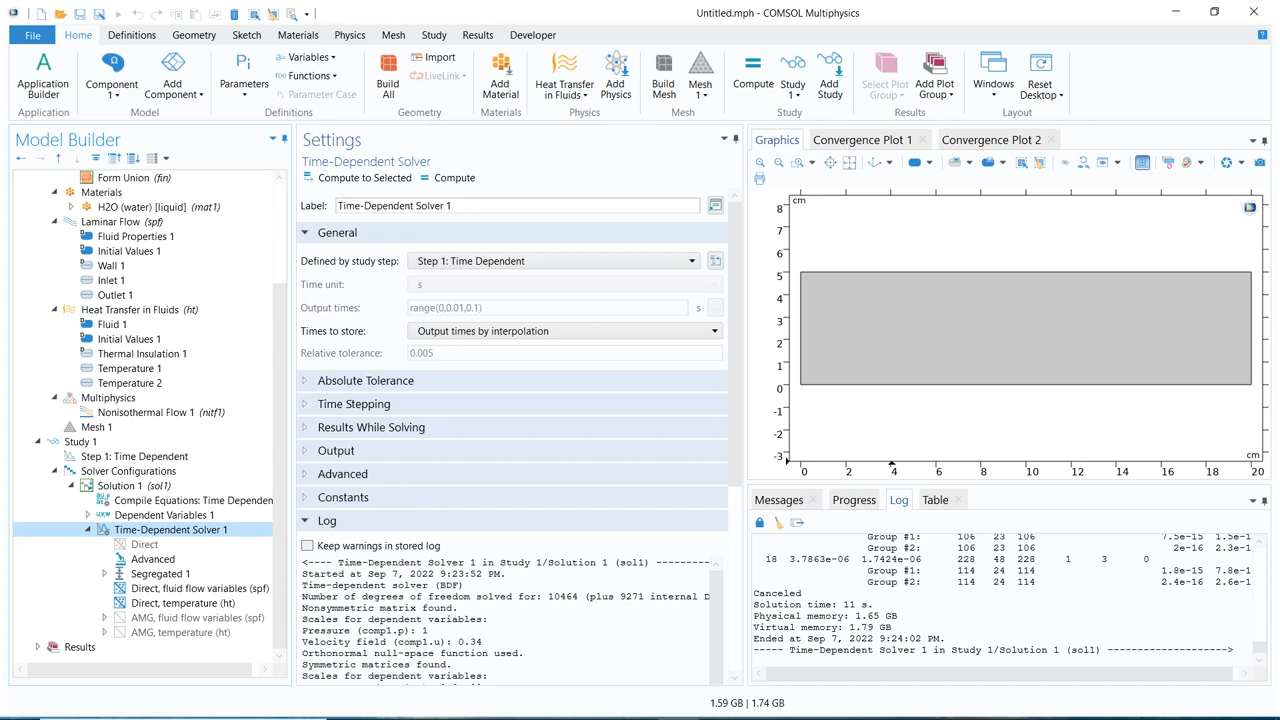 Untitled.mph - COMSOL Multiphysics
File Home Definitions Geometry Sketch Materials Physics Mesh Study Results Developer
Application Builder
Component 1
Add Component
Parameters
Variables
Functions
Parameter Case
Build All
Import
LiveLink
Add Material
Heat Transfer in Fluids
Add Physics
Build Mesh
Mesh 1
Compute
Study 1
Add Study
Select Plot Group
Add Plot Group
Windows
Reset Desktop
Application Model Definitions Geometry Materials Physics Mesh Study Results Layout
Model Builder
Form Union (fin)
Materials
H2O (water) [liquid] (mat1)
Laminar Flow (spf)
Fluid Properties 1
Initial Values 1
Wall 1
Inlet 1
Outlet 1
Heat Transfer in Fluids (ht)
Fluid 1
Initial Values 1
Thermal Insulation 1
Temperature 1
Temperature 2
Multiphysics
Nonisothermal Flow 1 (nitf1)
Mesh 1
Study 1
Step 1: Time Dependent
Solver Configurations
Solution 1 (sol1)
Compile Equations: Time Dependen
Dependent Variables 1
Time-Dependent Solver 1
Direct
Advanced
Segregated 1
Direct, fluid flow variables (spf)
Direct, temperature (ht)
AMG, fluid flow variables (spf)
AMG, temperature (ht)
Results
Settings
Time-Dependent Solver
Compute to Selected Compute
Label: Time-Dependent Solver 1
General
Defined by study step: Step 1: Time Dependent
Time unit: s
Output times: range(0,0.01,0.1) s
Times to store: Output times by interpolation
Relative tolerance: 0.005
Absolute Tolerance
Time Stepping
Results While Solving
Output
Advanced
Constants
Log
Keep warnings in stored log
<---- Time-Dependent Solver 1 in Study 1/Solution 1 (sol1) ---------
Started at Sep 7, 2022 9:23:52 PM.
Time-dependent solver (BDF)
Number of degrees of freedom solved for: 10464 (plus 9271 internal D
Nonsymmetric matrix found.
Scales for dependent variables:
Pressure (comp1.p): 1
Velocity field (comp1.u): 0.34
Orthonormal null-space function used.
Symmetric matrices found.
Scales for dependent variables:
Graphics Convergence Plot 1 Convergence Plot 2
cm
8
7
6
5
4
3
2
1
0
-1
-2
-3
cm
0 2 4 6 8 10 12 14 16 18 20
Messages Progress Log Table
Group #1: 106 23 106 7.5e-15 1.5e-1
Group #2: 106 23 106 2e-16 2.3e-1
18 3.7863e-06 1.7424e-06 228 48 228 1 3 0
Group #1: 114 24 114 1.8e-15 7.8e-1
Group #2: 114 24 114 2.4e-16 2.6e-1
Canceled
Solution time: 11 s.
Physical memory: 1.65 GB
Virtual memory: 1.79 GB
Ended at Sep 7, 2022 9:24:02 PM.
----- Time-Dependent Solver 1 in Study 1/Solution 1 (sol1) -------------------->
1.59 GB | 1.74 GB